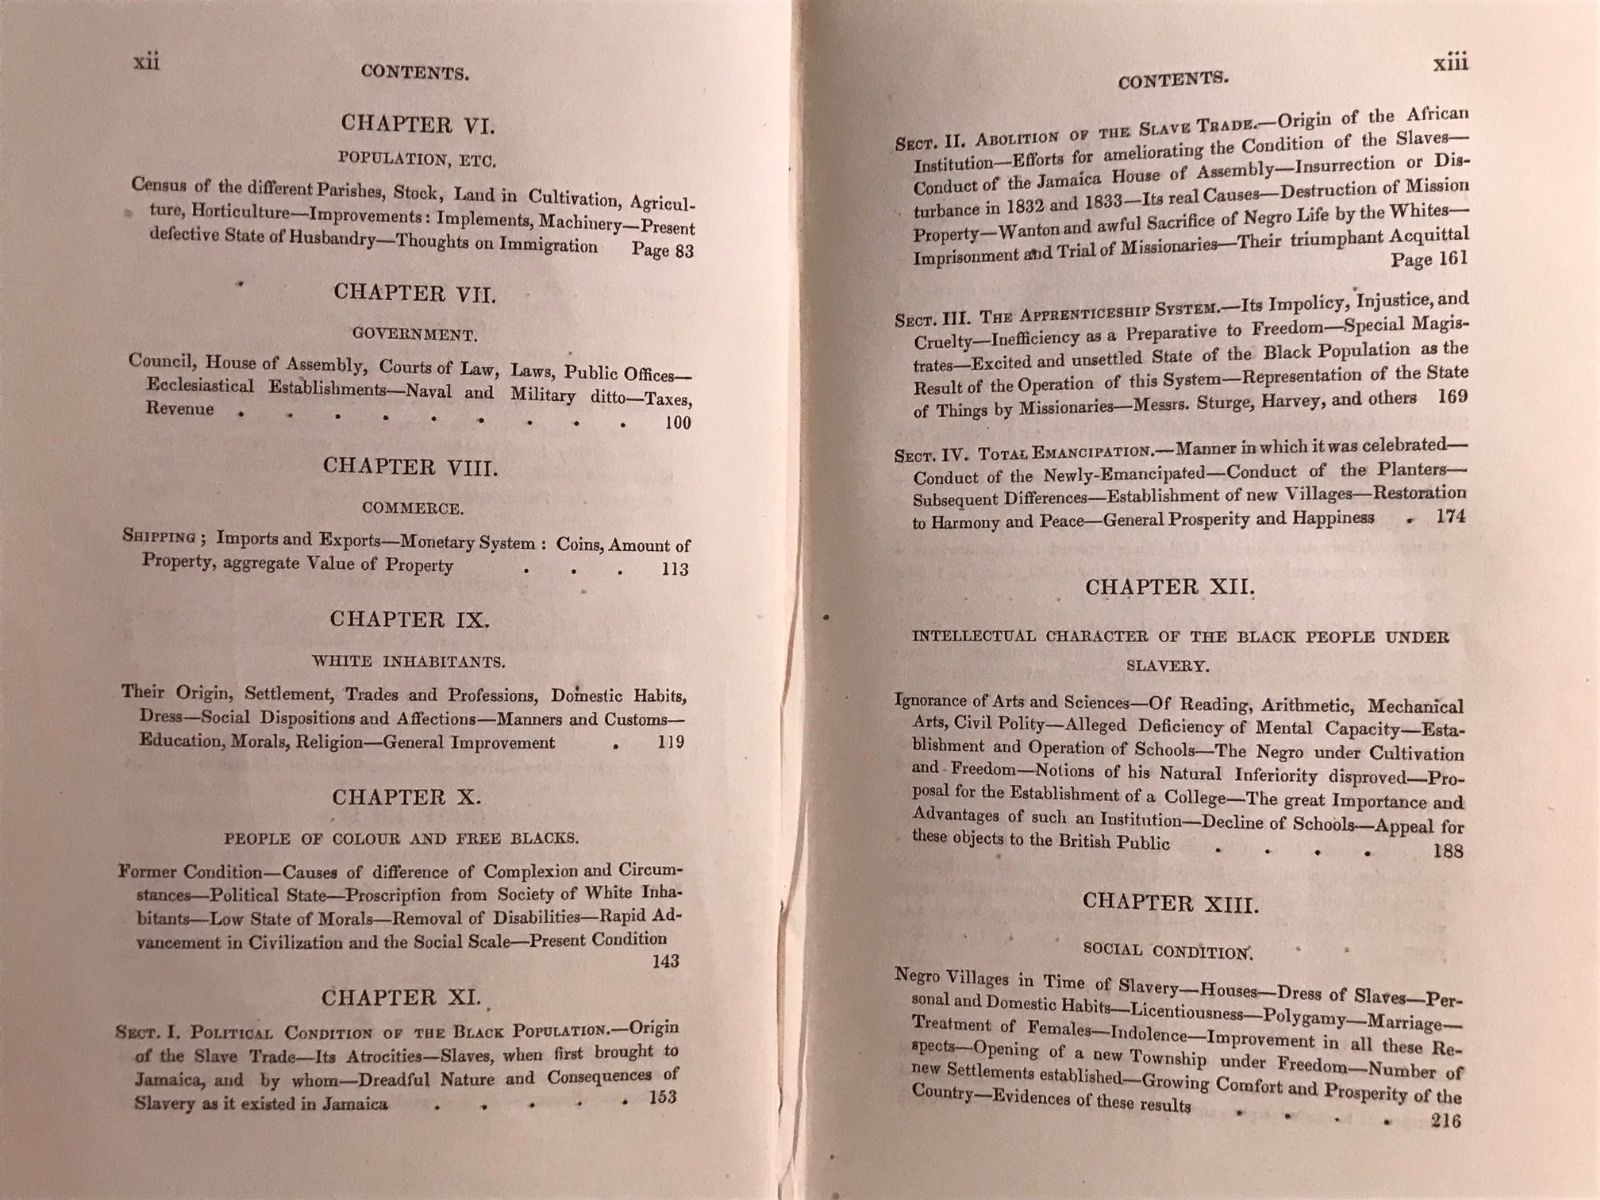 xii
CONTENTS.
CHAPTER VI.
POPULATION, ETC.
Census of the different Parishes, Stock, Land in Cultivation, Agricul-
ture, Horticulture—Improvements: Implements, Machinery—Present
defective State of Husbandry—Thoughts on Immigration Page 83
CHAPTER VII.
GOVERNMENT.
Council, House of Assembly, Courts of Law, Laws, Public Offices—
Ecclesiastical Establishments—Naval and Military ditto—Taxes,
Revenue . . . . . . . . . 100
CHAPTER VIII.
COMMERCE.
SHIPPING; Imports and Exports—Monetary System: Coins, Amount of
Property, aggregate Value of Property . . . 113
CHAPTER IX.
WHITE INHABITANTS.
Their Origin, Settlement, Trades and Professions, Domestic Habits,
Dress—Social Dispositions and Affections—Manners and Customs—
Education, Morals, Religion—General Improvement . 119
CHAPTER X.
PEOPLE OF COLOUR AND FREE BLACKS.
Former Condition—Causes of difference of Complexion and Circum-
stances—Political State—Proscription from Society of White Inha-
bitants—Low State of Morals—Removal of Disabilities—Rapid Ad-
vancement in Civilization and the Social Scale—Present Condition
143
CHAPTER XI.
SECT. I. POLITICAL CONDITION OF THE BLACK POPULATION.—Origin
of the Slave Trade—Its Atrocities—Slaves, when first brought to
Jamaica, and by whom—Dreadful Nature and Consequences of
Slavery as it existed in Jamaica . . . . . 153
xiii
CONTENTS.
SECT. II. ABOLITION OF THE SLAVE TRADE.—Origin of the African
Institution—Efforts for ameliorating the Condition of the Slaves—
Conduct of the Jamaica House of Assembly—Insurrection or Dis-
turbance in 1832 and 1833—Its real Causes—Destruction of Mission
Property—Wanton and awful Sacrifice of Negro Life by the Whites—
Imprisonment and Trial of Missionaries—Their triumphant Acquittal
Page 161
SECT. III. THE APPRENTICESHIP SYSTEM.—Its Impolicy, Injustice, and
Cruelty—Inefficiency as a Preparative to Freedom—Special Magis-
trates—Excited and unsettled State of the Black Population as the
Result of the Operation of this System—Representation of the State
of Things by Missionaries—Messrs. Sturge, Harvey, and others 169
SECT. IV. TOTAL EMANCIPATION.—Manner in which it was celebrated—
Conduct of the Newly-Emancipated—Conduct of the Planters—
Subsequent Differences—Establishment of new Villages—Restoration
to Harmony and Peace—General Prosperity and Happiness . 174
CHAPTER XII.
INTELLECTUAL CHARACTER OF THE BLACK PEOPLE UNDER
SLAVERY.
Ignorance of Arts and Sciences—Of Reading, Arithmetic, Mechanical
Arts, Civil Polity—Alleged Deficiency of Mental Capacity—Esta-
blishment and Operation of Schools—The Negro under Cultivation
and Freedom—Notions of his Natural Inferiority disproved—Pro-
posal for the Establishment of a College—The great Importance and
Advantages of such an Institution—Decline of Schools—Appeal for
these objects to the British Public . . . . 188
CHAPTER XIII.
SOCIAL CONDITION.
Negro Villages in Time of Slavery—Houses—Dress of Slaves—Per-
sonal and Domestic Habits—Licentiousness—Polygamy—Marriage—
Treatment of Females—Indolence—Improvement in all these Re-
spects—Opening of a new Township under Freedom—Number of
new Settlements established—Growing Comfort and Prosperity of the
Country—Evidences of these results . . . . 216